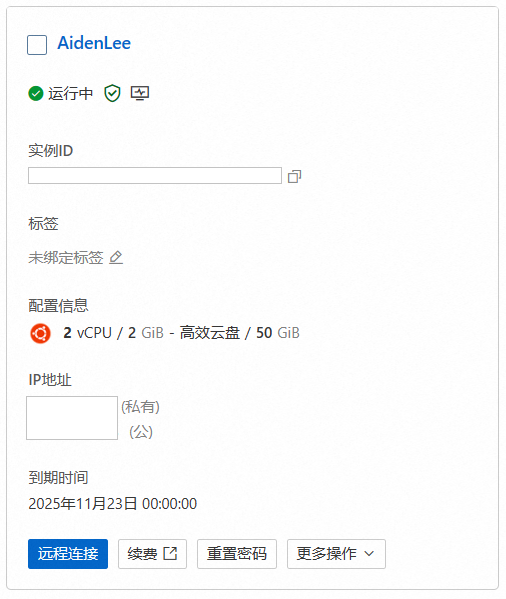 AidenLee
运行中
实例ID
标签
未绑定标签
配置信息
2 vCPU / 2 GiB - 高效云盘 / 50 GiB
IP地址
(私有)
(公)
到期时间
2025年11月23日 00:00:00
远程连接 续费 重置密码 更多操作